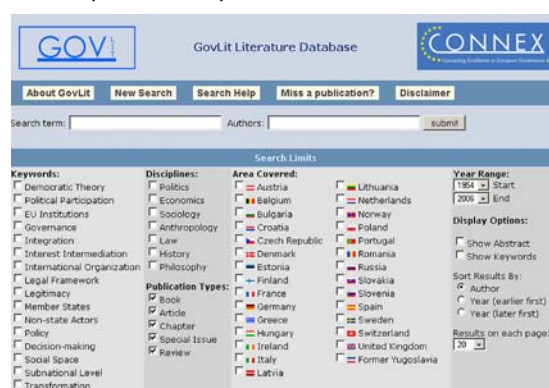 GOV LIT
GovLit Literature Database
CONNEX
Connecting Excellence on European Governance
About GovLit New Search Search Help Miss a publication? Disclaimer
Search term: Authors: submit
Search Limits
Keywords:
Democratic Theory
Political Participation
EU Institutions
Governance
Integration
Interest Intermediation
International Organization
Legal Framework
Legitimacy
Member States
Non-state Actors
Policy
Decision-making
Social Space
Subnational Level
Transformation
Disciplines:
Politics
Economics
Sociology
Anthropology
Law
History
Philosophy
Publication Types:
Book
Article
Chapter
Special Issue
Review
Area Covered:
Austria
Belgium
Bulgaria
Croatia
Czech Republic
Denmark
Estonia
Finland
France
Germany
Greece
Hungary
Ireland
Italy
Latvia
Lithuania
Netherlands
Norway
Poland
Portugal
Romania
Russia
Slovakia
Slovenia
Spain
Sweden
Switzerland
United Kingdom
Former Yugoslavia
Year Range:
1954 Start
2006 End
Display Options:
Show Abstract
Show Keywords
Sort Results By:
Author
Year (earlier first)
Year (later first)
Results on each page:
20